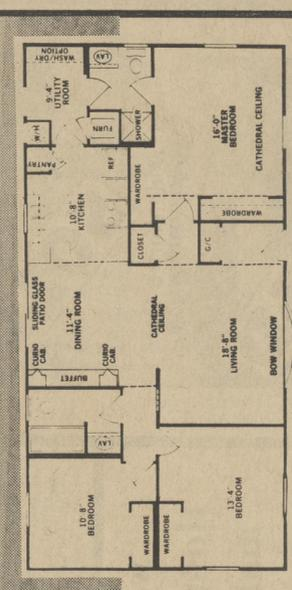 WASH/DRY
OPTION
9'-4"
UTILITY
ROOM
LAV
W/H
FURN
SHOWER
16'-0"
MASTER
BEDROOM
CATHEDRAL CEILING
PANTRY
REF
10'-8"
KITCHEN
WARDROBE
WARDROBE
CLOSET
G/C
SLIDING GLASS
PATIO DOOR
11'-4"
DINING ROOM
CATHEDRAL
CEILING
18'-8"
LIVING ROOM
BOW WINDOW
CURIO
CAB.
CURIO
CAB.
BUFFET
LAV
10'-8"
BEDROOM
WARDROBE
WARDROBE
13'-4"
BEDROOM